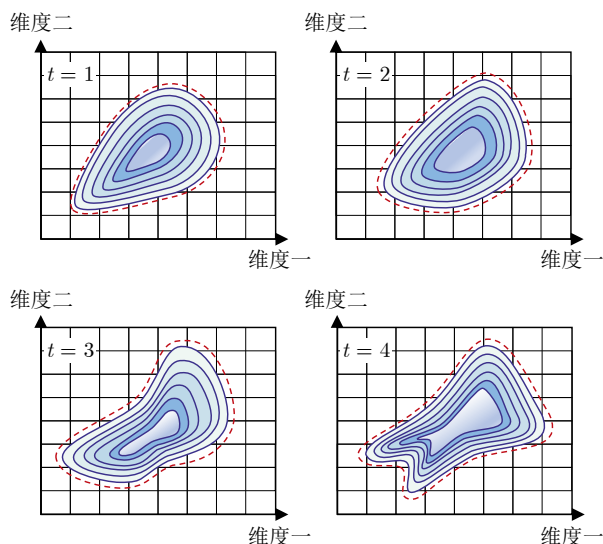 维度二
维度二
t = 1
t = 2
维度一
维度一
维度二
维度二
t = 3
t = 4
维度一
维度一